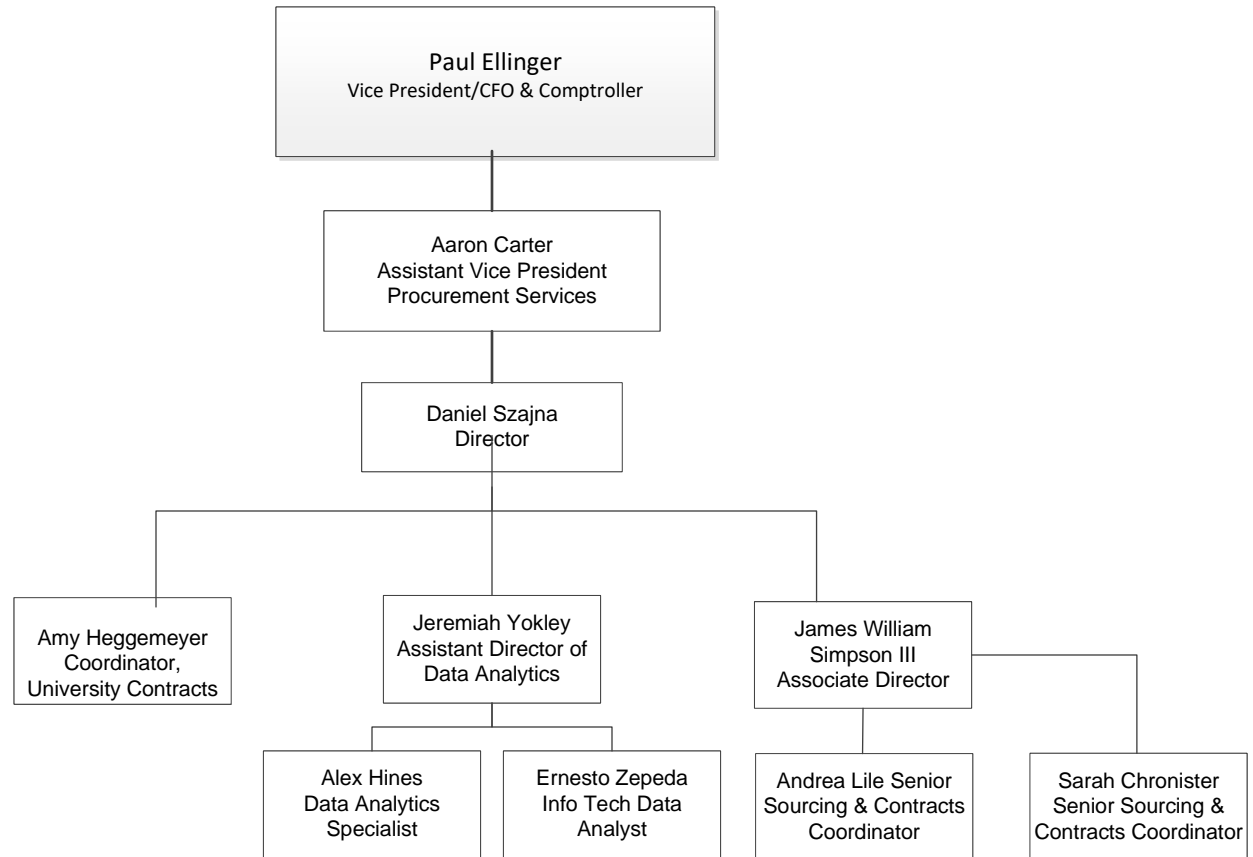 Paul Ellinger
Vice President/CFO & Comptroller
Aaron Carter
Assistant Vice President
Procurement Services
Daniel Szajna
Director
Amy Heggemeyer
Coordinator,
University Contracts
Jeremiah Yokley
Assistant Director of
Data Analytics
James William
Simpson III
Associate Director
Alex Hines
Data Analytics
Specialist
Ernesto Zepeda
Info Tech Data
Analyst
Andrea Lile Senior
Sourcing & Contracts
Coordinator
Sarah Chronister
Senior Sourcing &
Contracts Coordinator